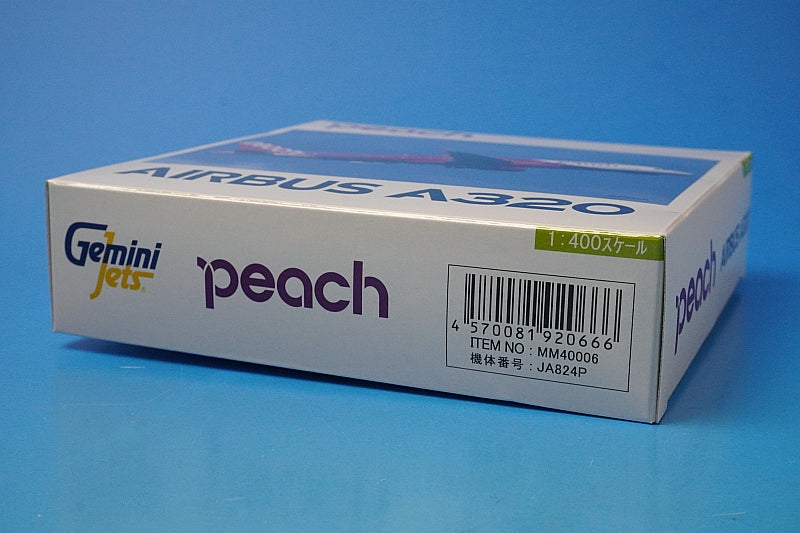 peach
AIRBUS A320
1:400スケール
Gemini
Jets
peach
4 570081 920666
ITEM NO : MM40006
機体番号 : JA824P
peach
AIRBUS